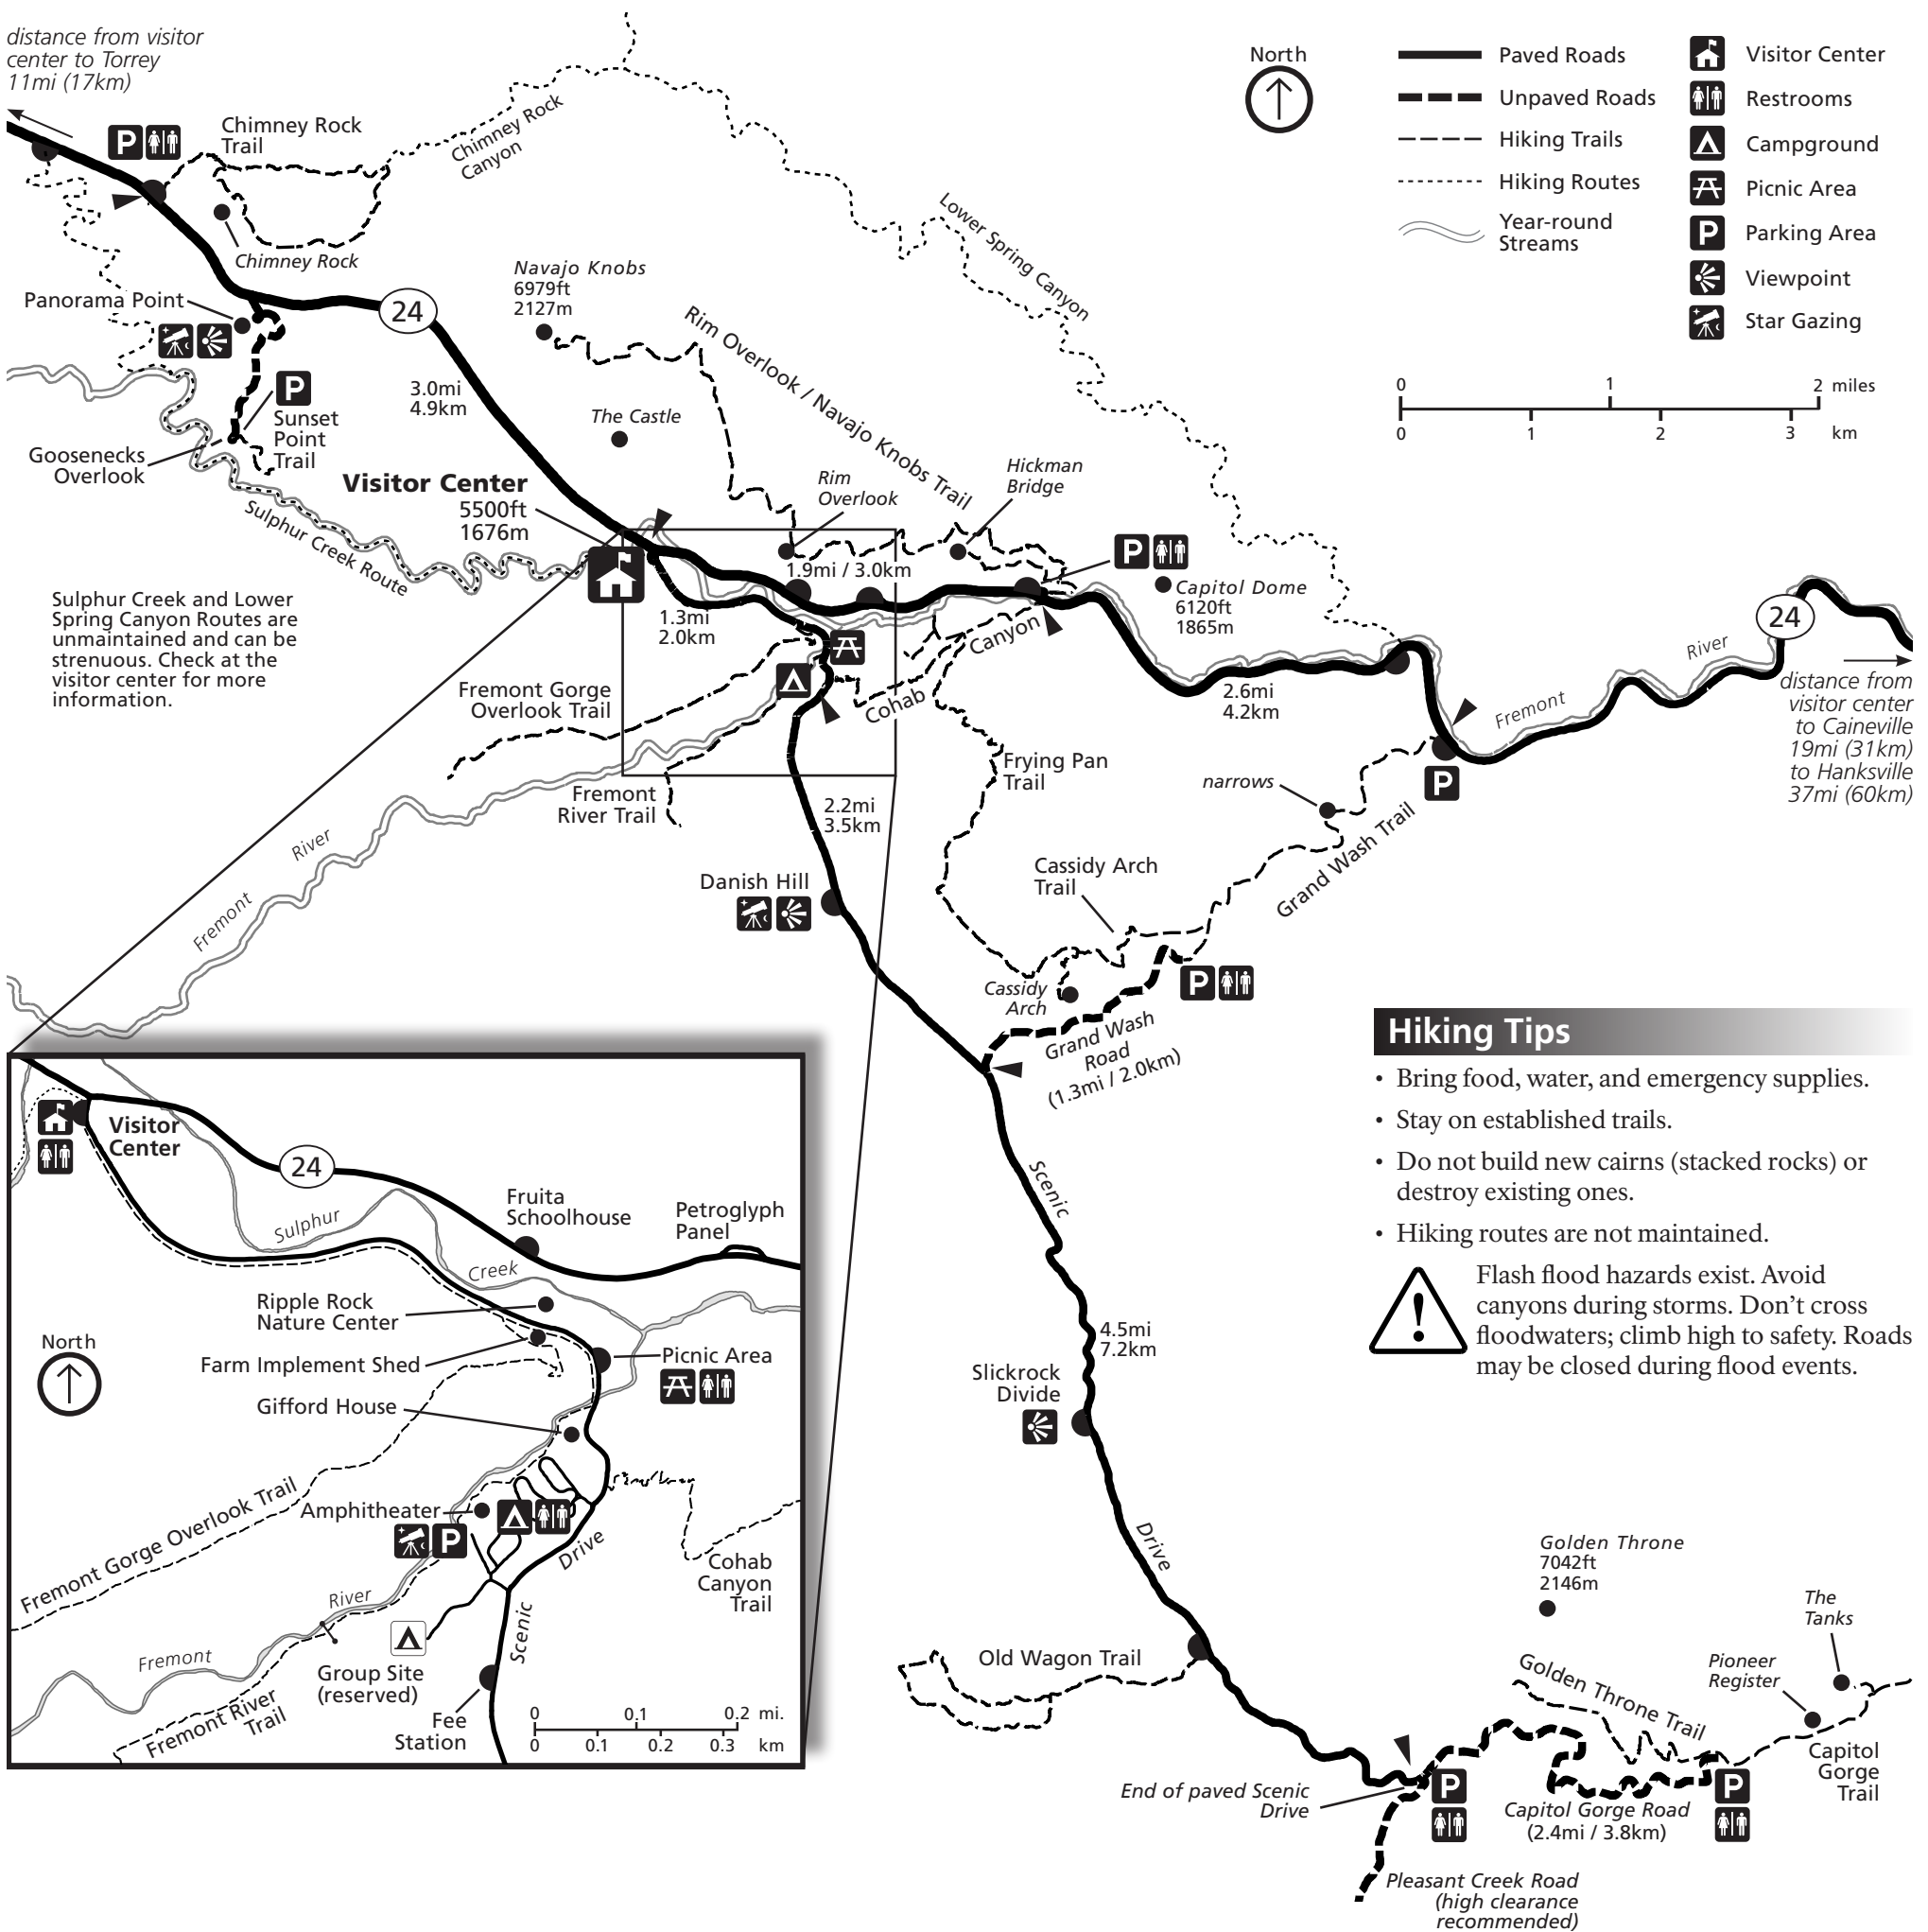 distance from visitor
center to Torrey
11mi (17km)
P
Chimney Rock
Trail
Chimney Rock
Canyon
Chimney Rock
North
Paved Roads
Unpaved Roads
Hiking Trails
Hiking Routes
Year-round
Streams
Visitor Center
Restrooms
Campground
Picnic Area
P
Parking Area
Viewpoint
Star Gazing
0
1
2 miles
0
1
2
3
km
Lower Spring Canyon
Navajo Knobs
6979ft
2127m
Panorama Point
24
3.0mi
4.9km
P
Sunset
Point
Trail
Goosenecks
Overlook
The Castle
Rim Overlook / Navajo Knobs Trail
Rim
Overlook
Hickman
Bridge
Visitor Center
5500ft
1676m
Sulphur Creek Route
1.9mi / 3.0km
P
Capitol Dome
6120ft
1865m
Sulphur Creek and Lower
Spring Canyon Routes are
unmaintained and can be
strenuous. Check at the
visitor center for more
information.
1.3mi
2.0km
Cohab
Canyon
Fremont Gorge
Overlook Trail
2.6mi
4.2km
24
Fremont
River
distance from
visitor center
to Caineville
19mi (31km)
to Hanksville
37mi (60km)
Frying Pan
Trail
narrows
P
Grand Wash Trail
Fremont
River Trail
2.2mi
3.5km
Fremont
River
Danish Hill
Cassidy Arch
Trail
Cassidy
Arch
P
Grand Wash
Road
(1.3mi / 2.0km)
Hiking Tips
• Bring food, water, and emergency supplies.
• Stay on established trails.
• Do not build new cairns (stacked rocks) or
destroy existing ones.
• Hiking routes are not maintained.
!
Flash flood hazards exist. Avoid
canyons during storms. Don't cross
floodwaters; climb high to safety. Roads
may be closed during flood events.
Visitor
Center
24
Sulphur
Creek
Fruita
Schoolhouse
Petroglyph
Panel
Ripple Rock
Nature Center
North
Farm Implement Shed
Picnic Area
Gifford House
Fremont Gorge Overlook Trail
Amphitheater
P
Drive
Cohab
Canyon
Trail
River
Fremont
Scenic
Group Site
(reserved)
Fremont River
Trail
Fee
Station
0
0.1
0.2 mi.
0
0.1
0.2
0.3
km
Scenic
4.5mi
7.2km
Slickrock
Divide
Drive
Golden Throne
7042ft
2146m
The
Tanks
Old Wagon Trail
Golden Throne Trail
Pioneer
Register
Capitol
Gorge
Trail
End of paved Scenic
Drive
P
P
Capitol Gorge Road
(2.4mi / 3.8km)
Pleasant Creek Road
(high clearance
recommended)